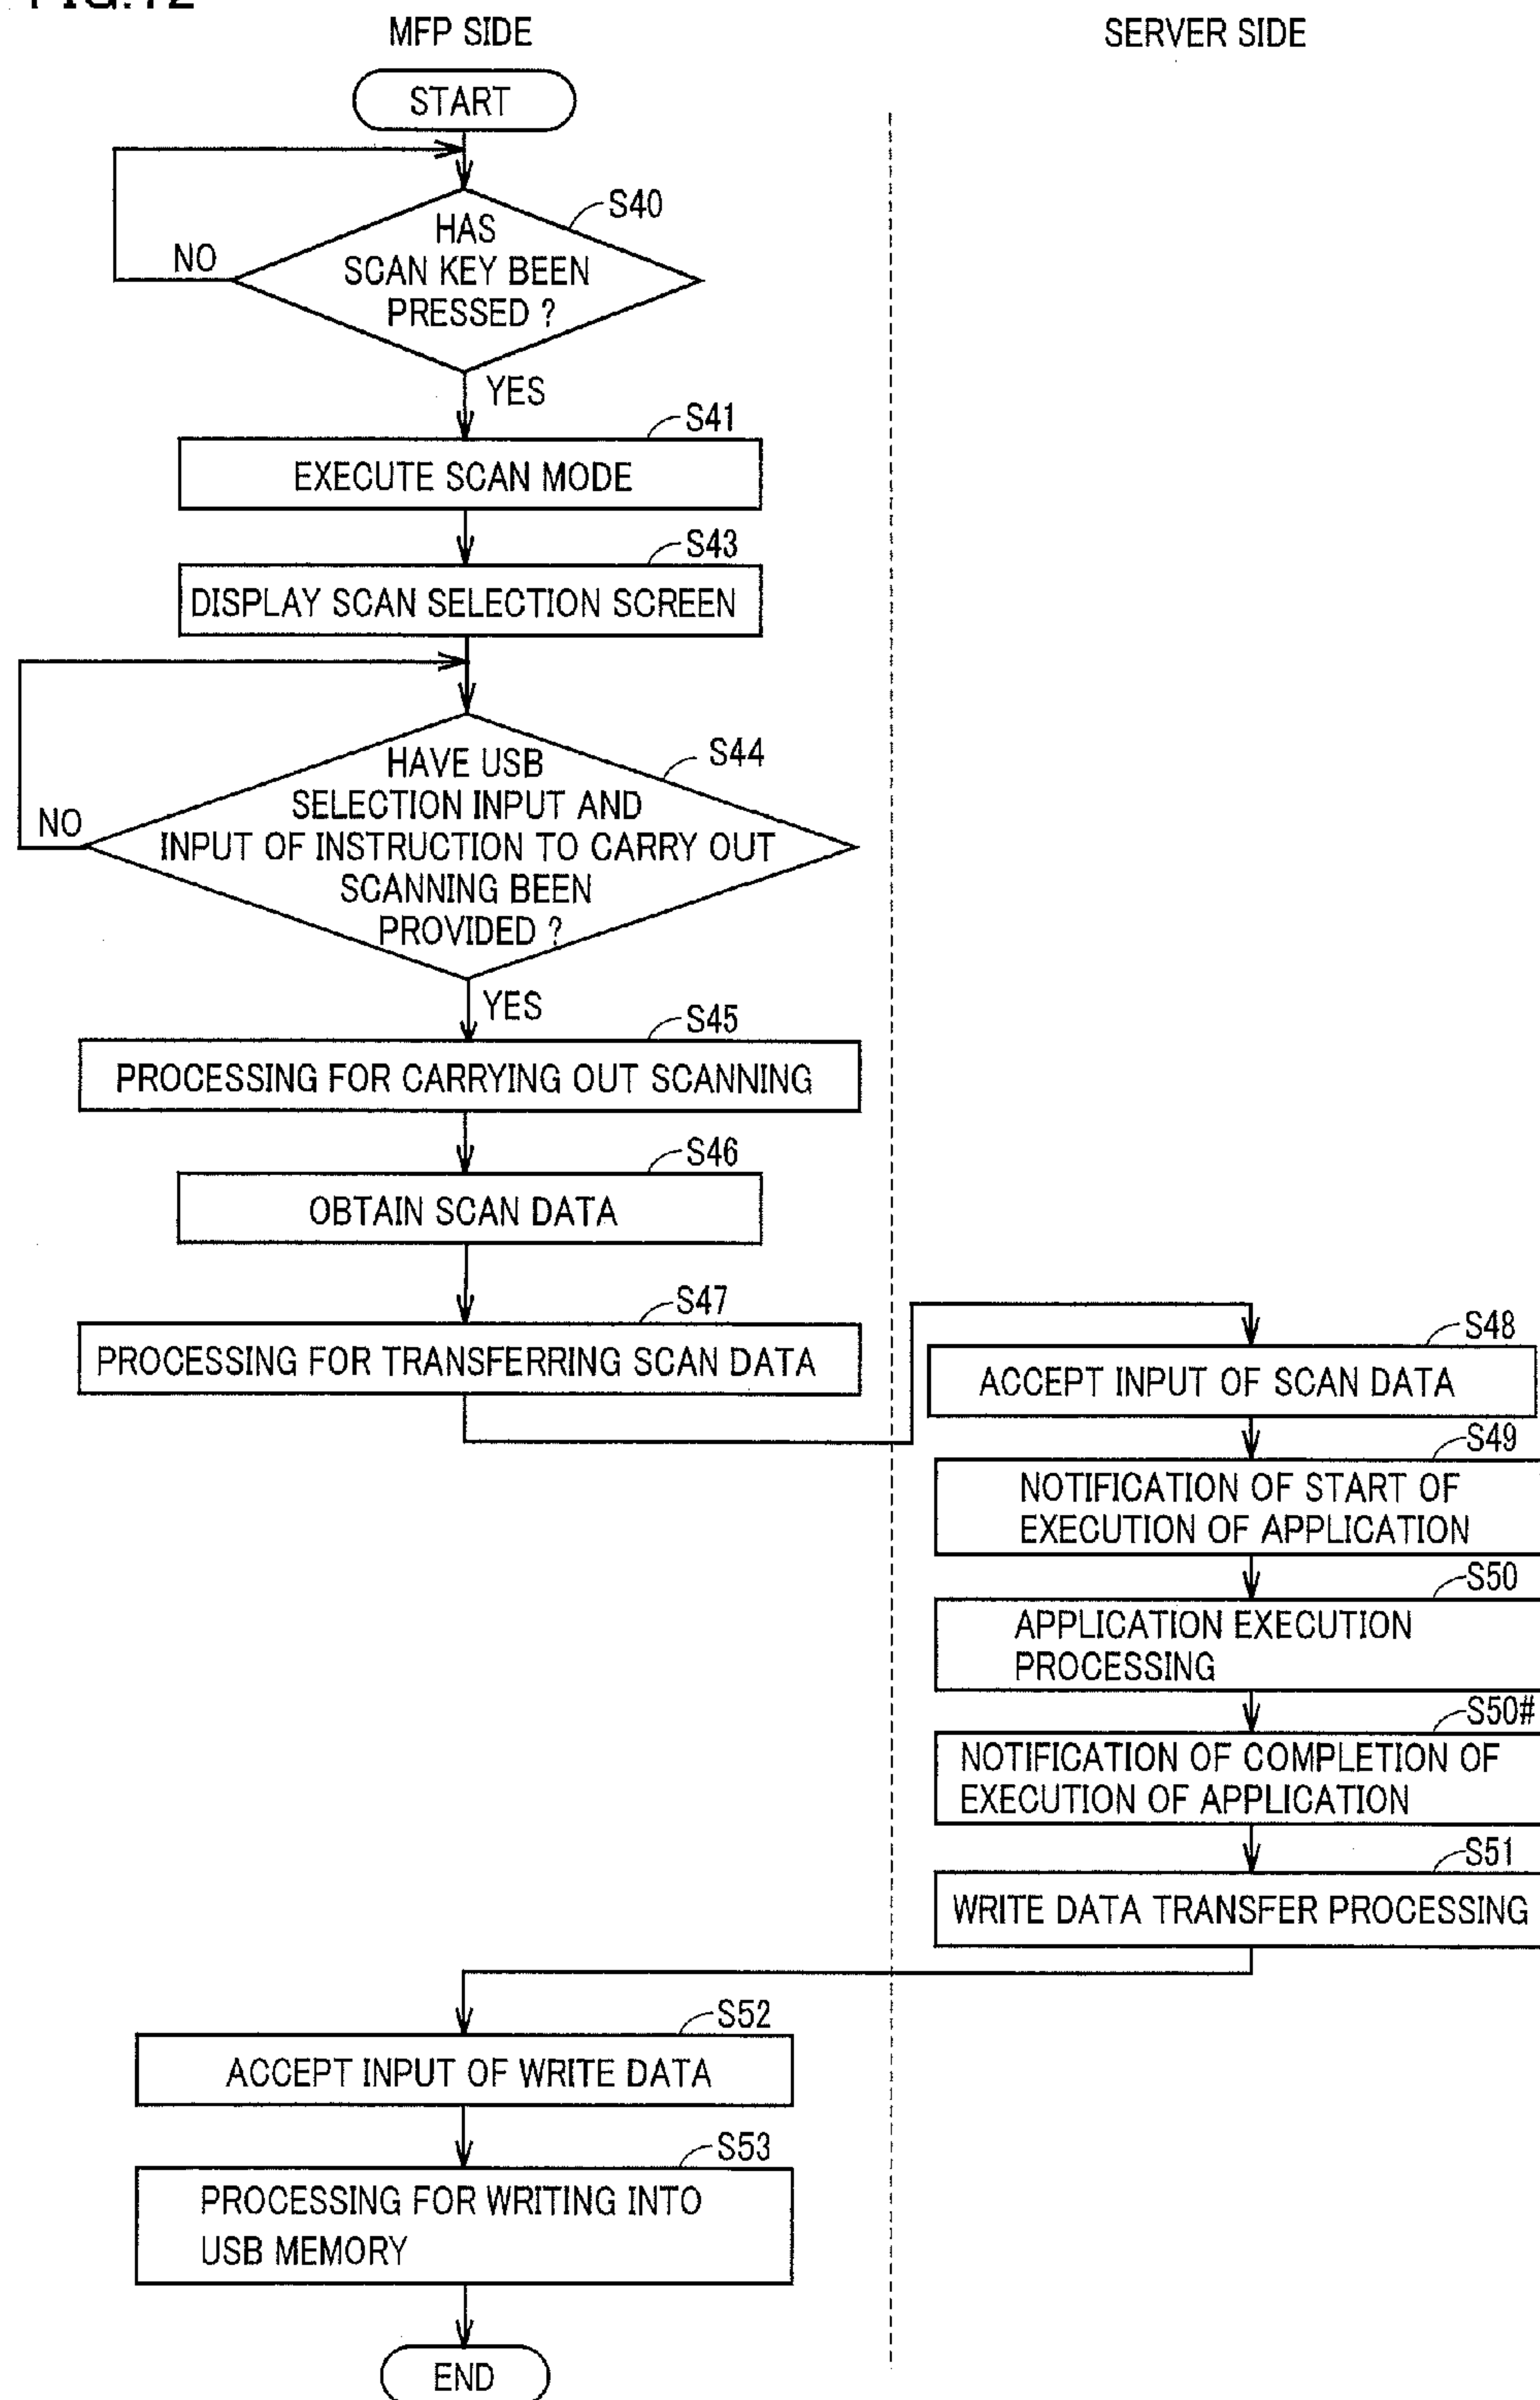 MFP SIDE
SERVER SIDE
START
S40
HAS
SCAN KEY BEEN
PRESSED ?
NO
YES
S41
EXECUTE SCAN MODE
S43
DISPLAY SCAN SELECTION SCREEN
S44
HAVE USB
SELECTION INPUT AND
INPUT OF INSTRUCTION TO CARRY OUT
SCANNING BEEN
PROVIDED ?
NO
YES
S45
PROCESSING FOR CARRYING OUT SCANNING
S46
OBTAIN SCAN DATA
S47
PROCESSING FOR TRANSFERRING SCAN DATA
S48
ACCEPT INPUT OF SCAN DATA
S49
NOTIFICATION OF START OF
EXECUTION OF APPLICATION
S50
APPLICATION EXECUTION
PROCESSING
S50#
NOTIFICATION OF COMPLETION OF
EXECUTION OF APPLICATION
S51
WRITE DATA TRANSFER PROCESSING
S52
ACCEPT INPUT OF WRITE DATA
S53
PROCESSING FOR WRITING INTO
USB MEMORY
END